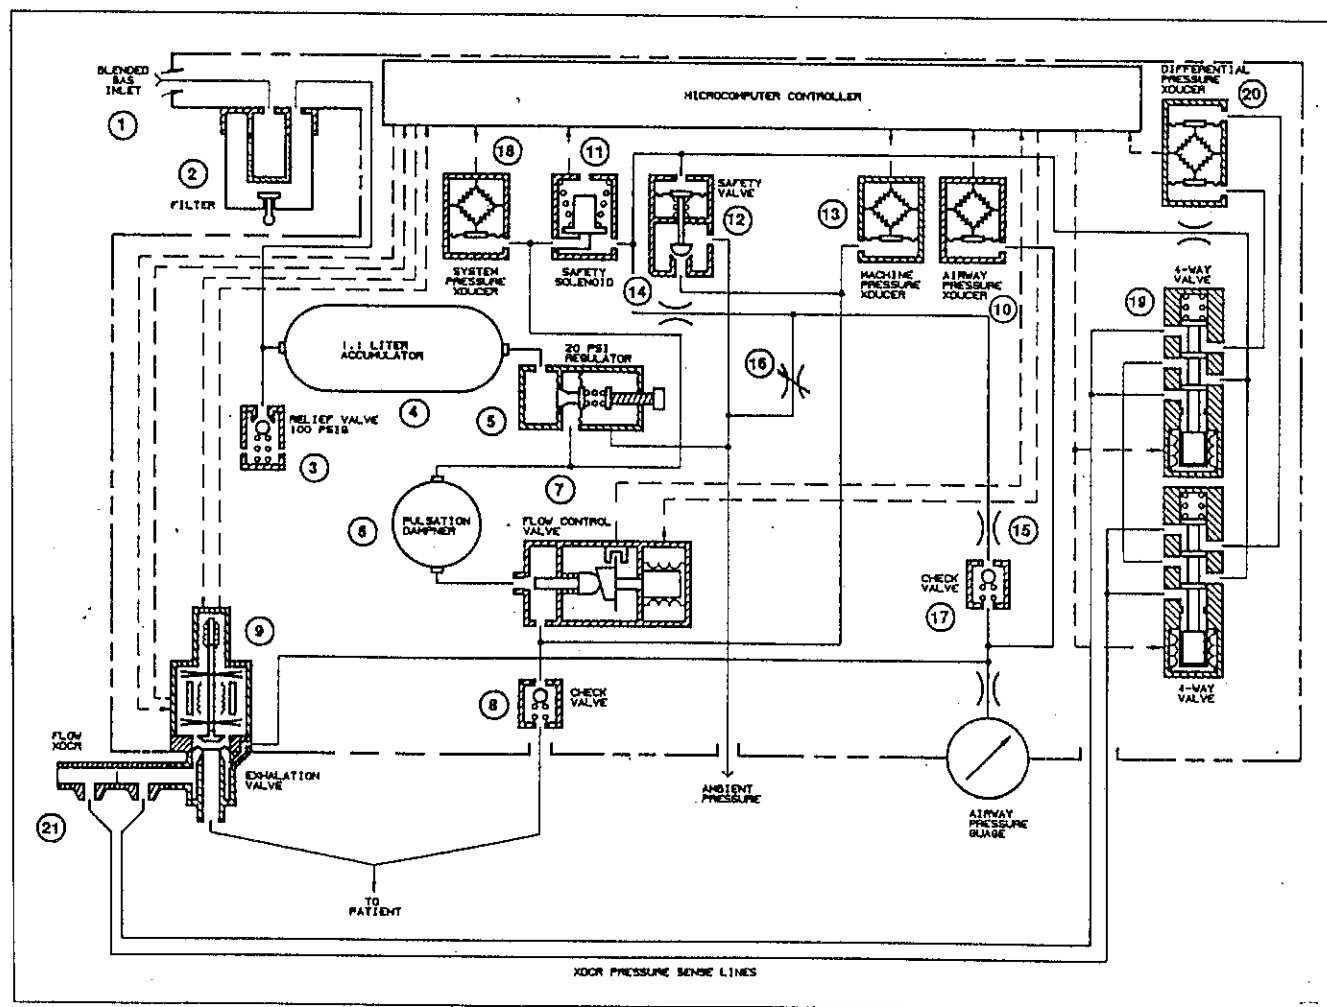 BLENDED
GAS
INLET
1
2
FILTER
MICROCOMPUTER CONTROLLER
DIFFERENTIAL
PRESSURE
XDUCER
20
18
SYSTEM
PRESSURE
XDUCER
11
SAFETY
SOLENOID
SAFETY
VALVE
12
14
13
MACHINE
PRESSURE
XDUCER
AIRWAY
PRESSURE
XDUCER
10
4-WAY
VALVE
19
1.1 LITER
ACCUMULATOR
4
20 PSI
REGULATOR
5
16
RELIEF VALVE
100 PSIG
3
6
PULSATION
DAMPNER
7
FLOW CONTROL
VALVE
15
CHECK
VALVE
17
9
8
CHECK
VALVE
4-WAY
VALVE
FLOW
XDCR
EXHALATION
VALVE
21
AMBIENT
PRESSURE
AIRWAY
PRESSURE
GUAGE
TO
PATIENT
XDCR PRESSURE SENSE LINES